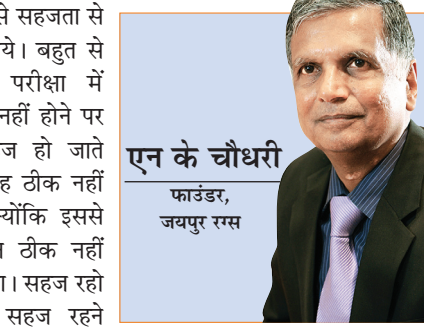 से सहजता से
ये। बहुत से
परीक्षा में
नहीं होने पर
ज हो जाते
ह ठीक नहीं
योंकि इससे
ठीक नहीं
ा। सहज रहो
सहज रहने
एन के चौधरी
फाउंडर,
जयपुर रग्स